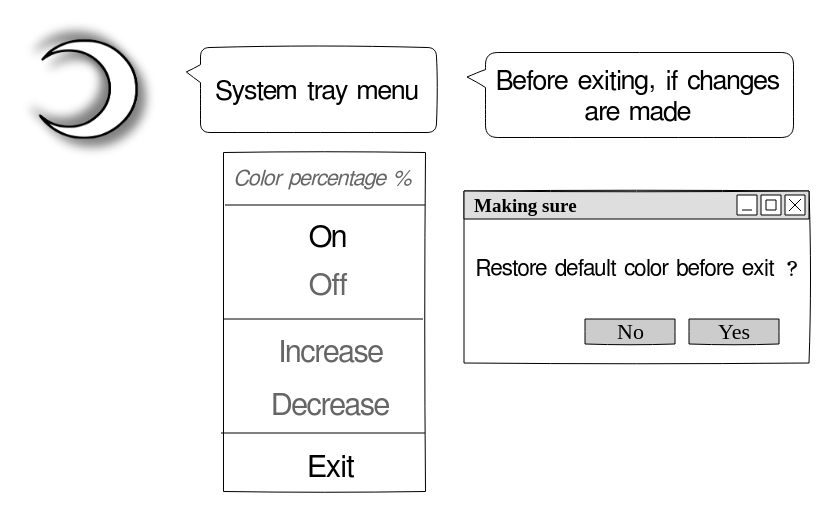 System tray menu
Before exiting, if changes
are made
Color percentage %
On
Off
Increase
Decrease
Exit
Making sure
Restore default color before exit ?
No
Yes